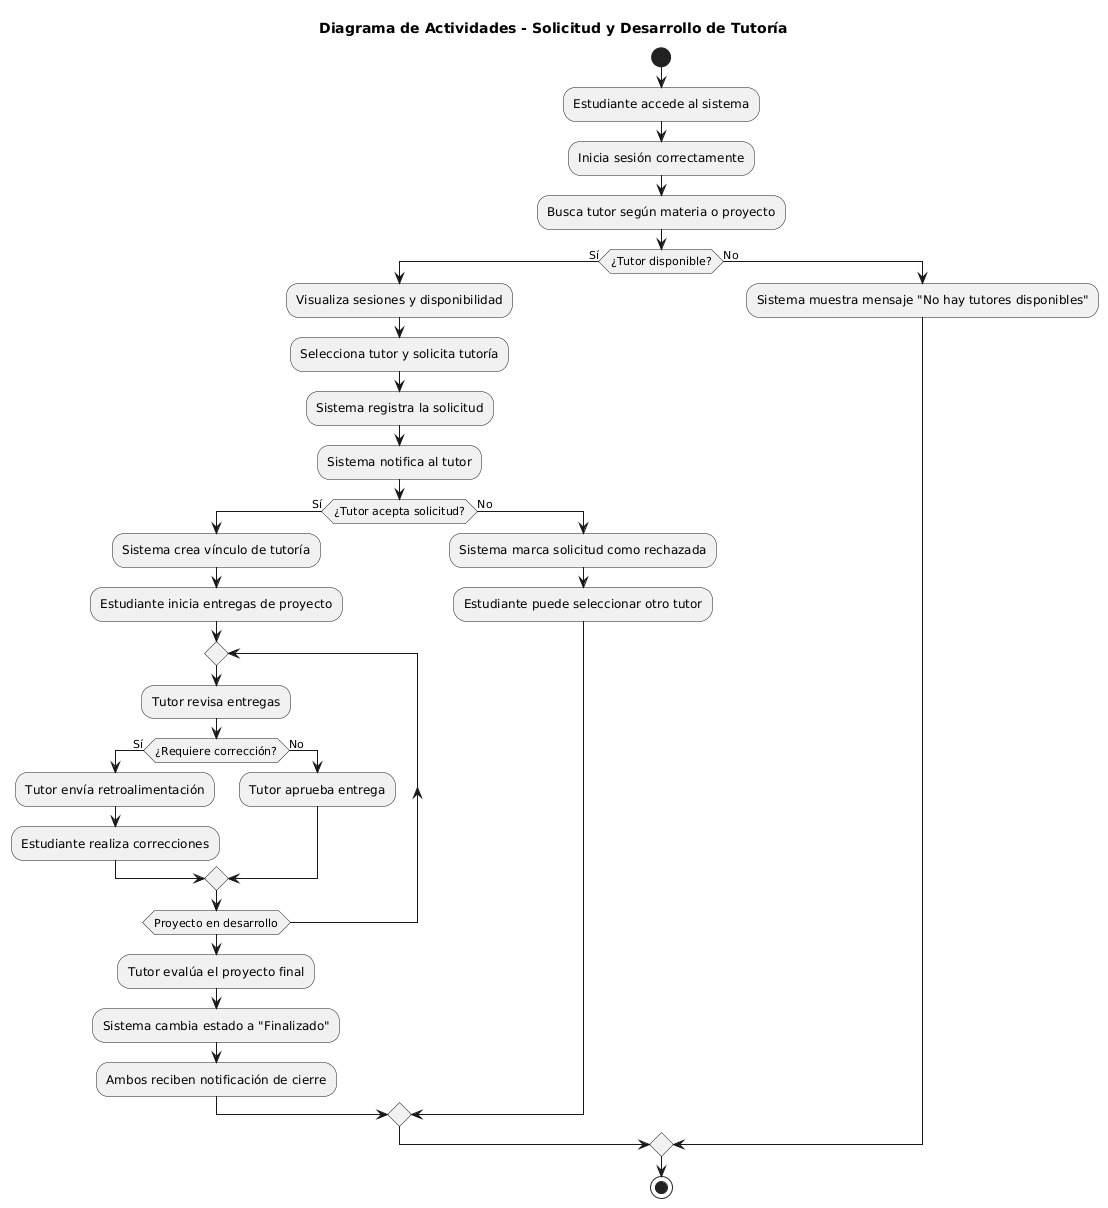 Diagrama de Actividades - Solicitud y Desarrollo de Tutoría
Estudiante accede al sistema
Inicia sesión correctamente
Busca tutor según materia o proyecto
Sí
¿Tutor disponible?
No
Visualiza sesiones y disponibilidad
Sistema muestra mensaje "No hay tutores disponibles"
Selecciona tutor y solicita tutoría
Sistema registra la solicitud
Sistema notifica al tutor
Sí
¿Tutor acepta solicitud?
No
Sistema crea vínculo de tutoría
Sistema marca solicitud como rechazada
Estudiante inicia entregas de proyecto
Estudiante puede seleccionar otro tutor
Tutor revisa entregas
Sí
¿Requiere corrección?
No
Tutor envía retroalimentación
Tutor aprueba entrega
Estudiante realiza correcciones
Proyecto en desarrollo
Tutor evalúa el proyecto final
Sistema cambia estado a "Finalizado"
Ambos reciben notificación de cierre